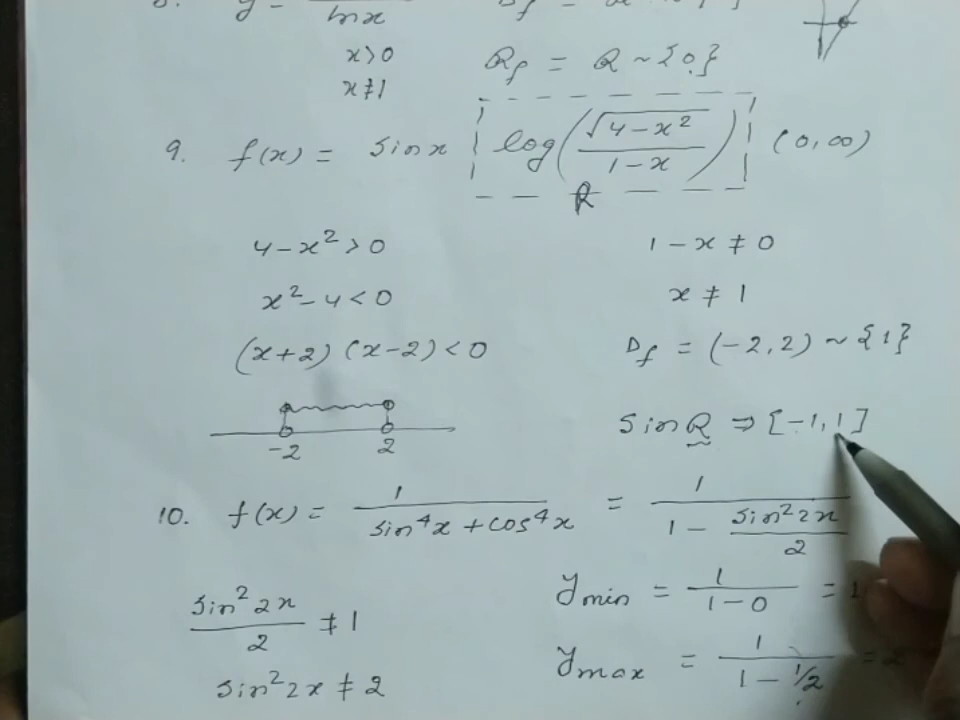 y = / ln x
x > 0
R_f = R ~ {0}
x ≠ 1
9. f(x) = sin x log(√(4-x²)/(1-x)) (0,∞)
R
4-x² > 0 1-x ≠ 0
x²-4 < 0 x ≠ 1
(x+2) (x-2) < 0 D_f = (-2,2) ~ {1}
sin R ⇒ [-1,1]
-2 2
10. f(x) = 1/(sin⁴x + cos⁴x) = 1/(1 - sin²2x/2)
sin²2x/2 ≠ 1 y_min = 1/(1-0) = 1
sin²2x ≠ 2 y_max = 1/(1-1/2) =